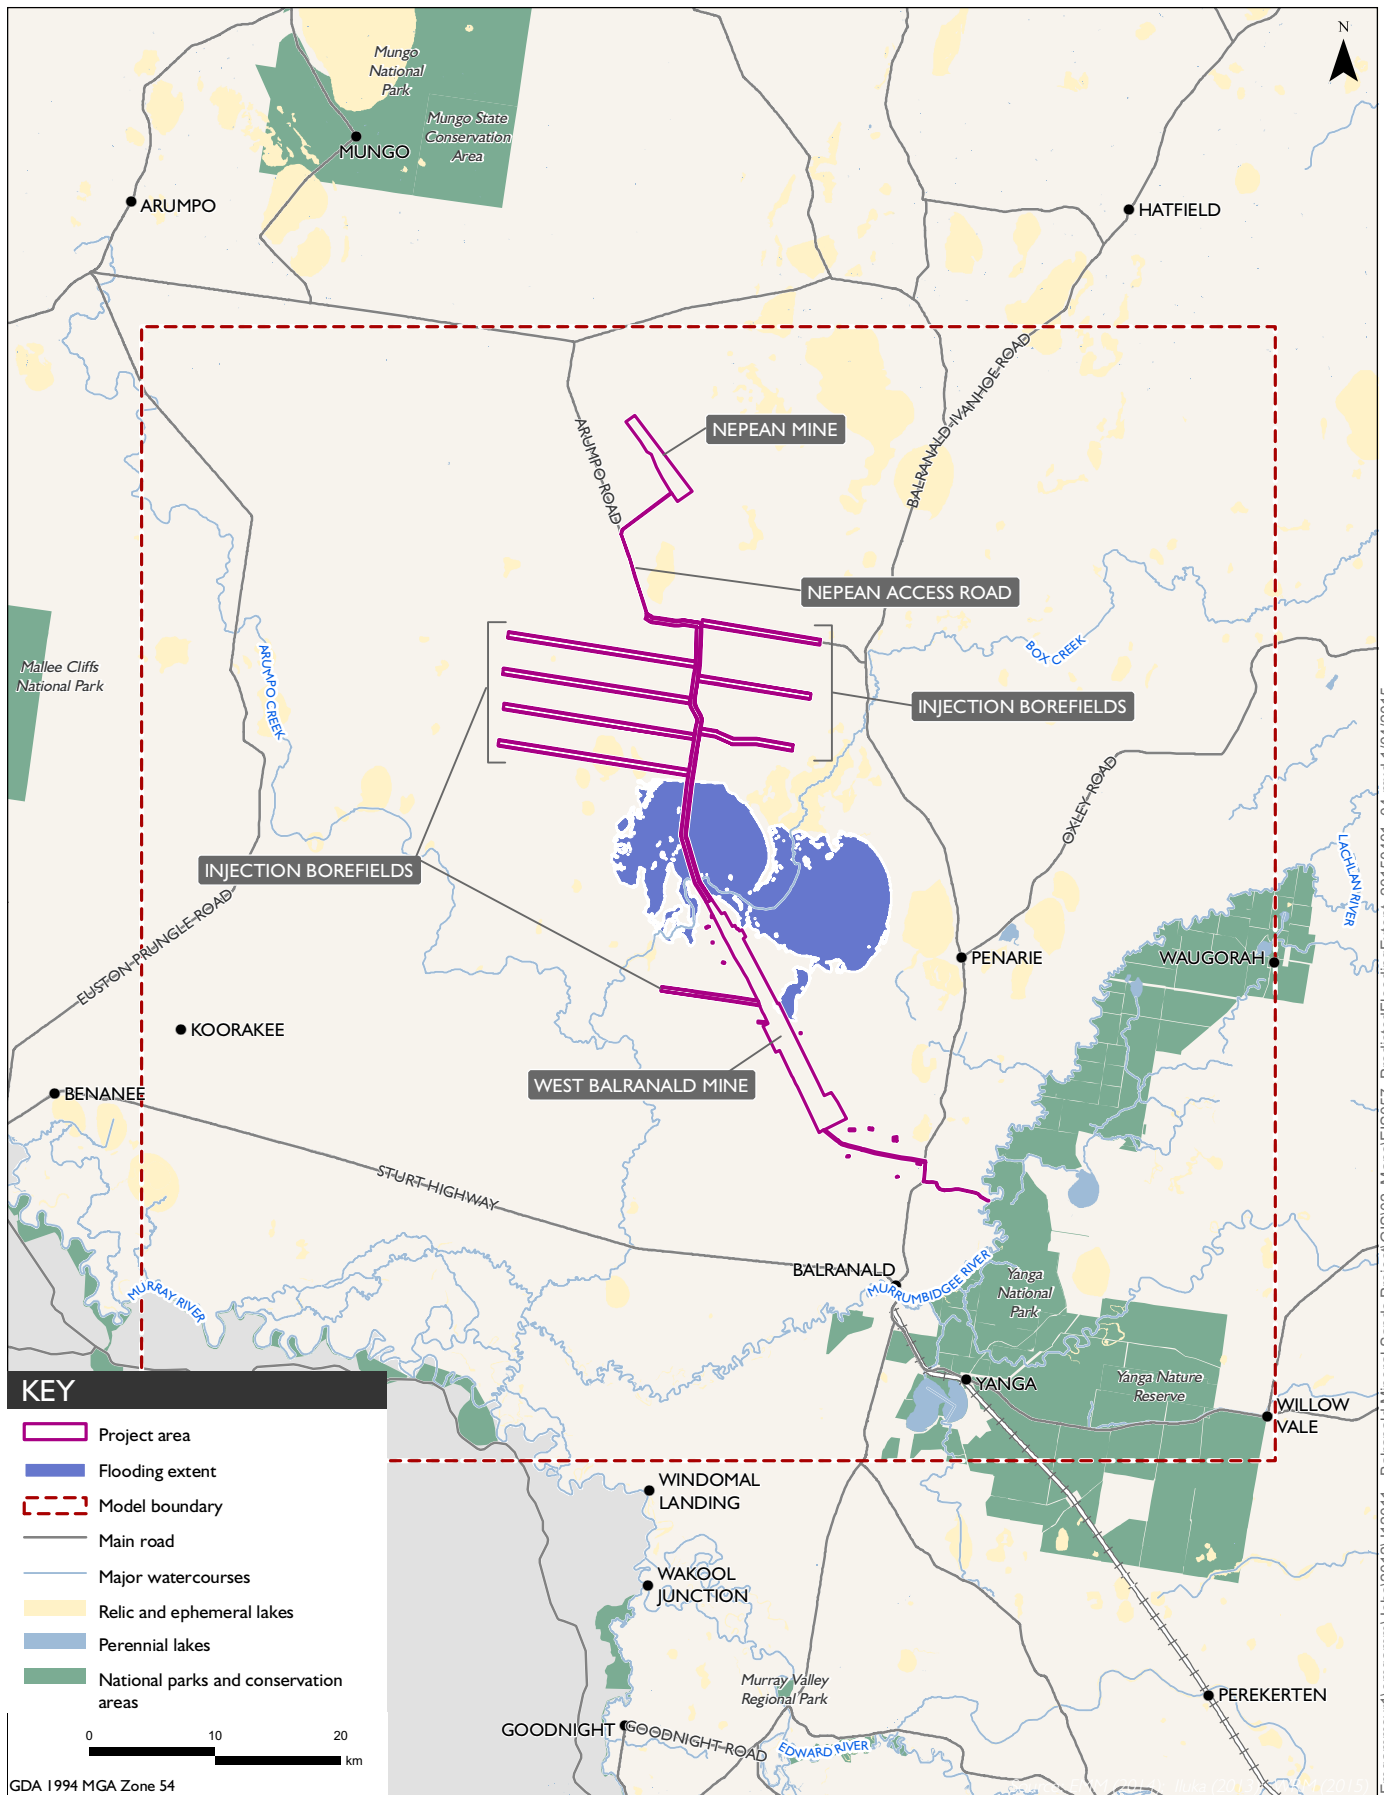 N
Mungo
National
Park
Mungo State
Conservation
Area
MUNGO
ARUMPO
HATFIELD
BALRANALD-IVANHOE-ROAD
ARUMPO-ROAD
NEPEAN MINE
NEPEAN ACCESS ROAD
BOX CREEK
Mallee Cliffs
National Park
ARUMPO CREEK
INJECTION BOREFIELDS
OXLEY-ROAD
INJECTION BOREFIELDS
LACHLAN RIVER
EUSTON-PRUNGLE-ROAD
PENARIE
WAUGORAH
KOORAKEE
WEST BALRANALD MINE
BENANEE
STURT-HIGHWAY
BALRANALD
MURRUMBIDGEE RIVER
Yanga
National
Park
MURRAY RIVER
YANGA
Yanga Nature
Reserve
WILLOW
VALE
KEY
Project area
Flooding extent
Model boundary
Main road
Major watercourses
Relic and ephemeral lakes
Perennial lakes
National parks and conservation
areas
0 10 20
km
GDA 1994 MGA Zone 54
WINDOMAL
LANDING
WAKOOL
JUNCTION
Murray Valley
Regional Park
PEREKERTEN
GOODNIGHT
GOODNIGHT-ROAD
EDWARD RIVER